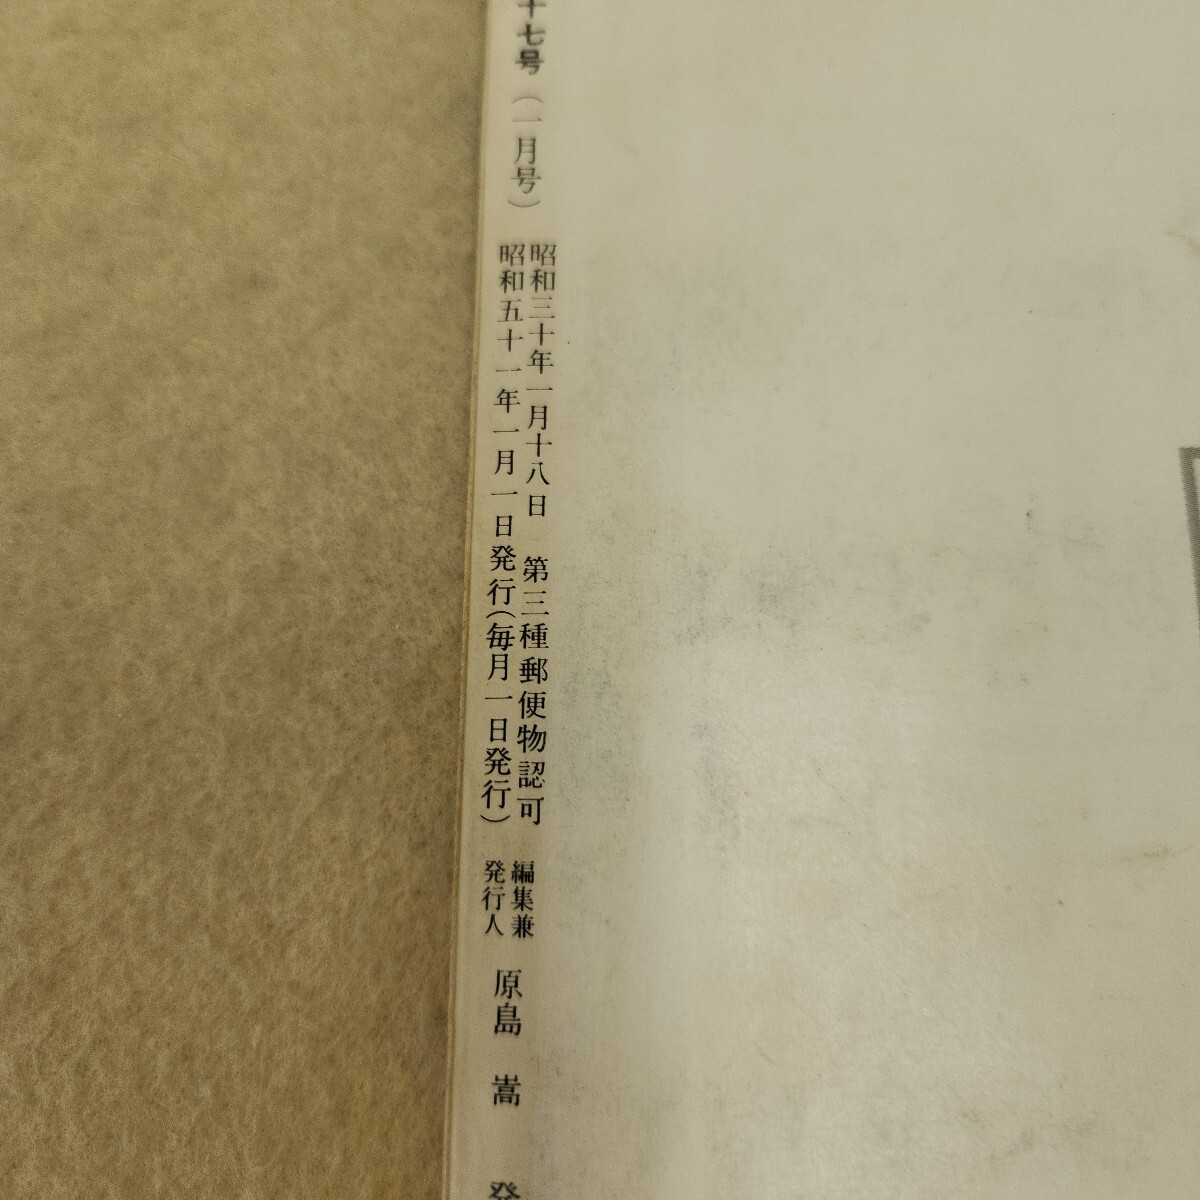 十七号（一月号）
昭和三十年一月十八日　第三種郵便物認可
昭和五十一年一月一日発行（毎月一日発行）
編集兼
発行人
原島　嵩
発